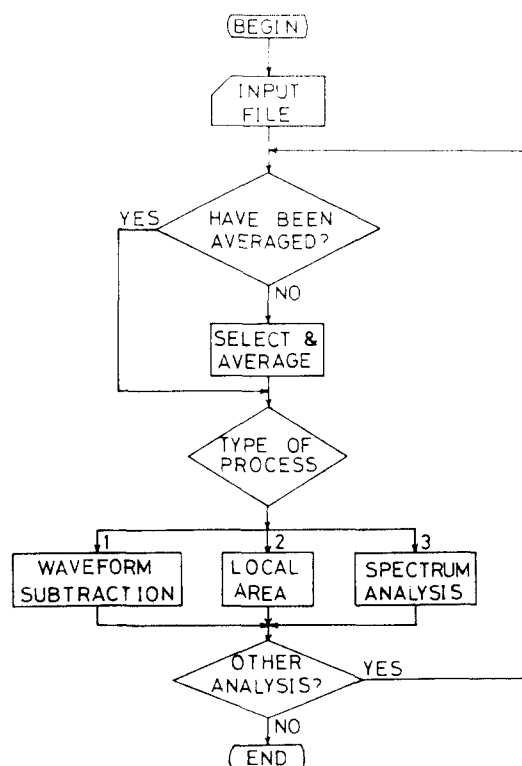 BEGIN
INPUT
FILE
YES
HAVE BEEN
AVERAGED?
NO
SELECT &
AVERAGE
TYPE OF
PROCESS
1
2
3
WAVEFORM
SUBTRACTION
LOCAL
AREA
SPECTRUM
ANALYSIS
OTHER
ANALYSIS?
YES
NO
END